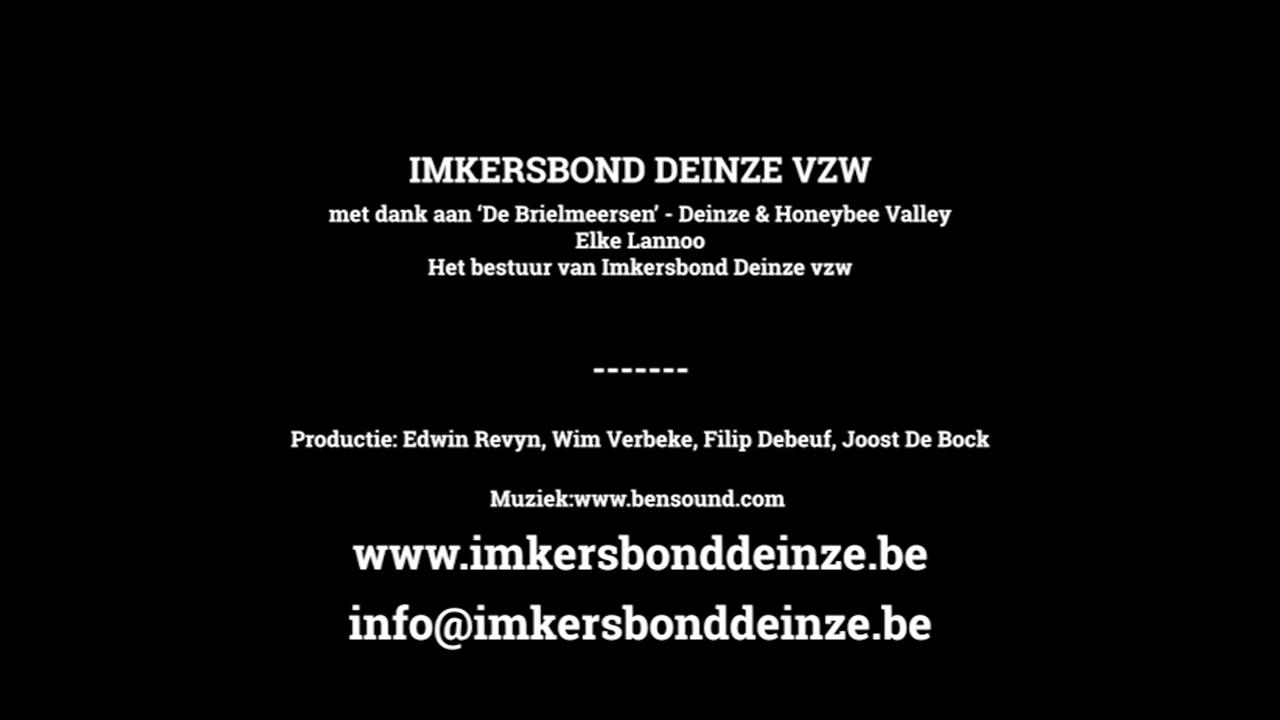 IMKERSBOND DEINZE VZW
met dank aan ‘De Brielmeersen’ - Deinze & Honeybee Valley
Elke Lannoo
Het bestuur van Imkersbond Deinze vzw
-------
Productie: Edwin Revyn, Wim Verbeke, Filip Debeuf, Joost De Bock
Muziek:www.bensound.com
www.imkersbonddeinze.be
info@imkersbonddeinze.be